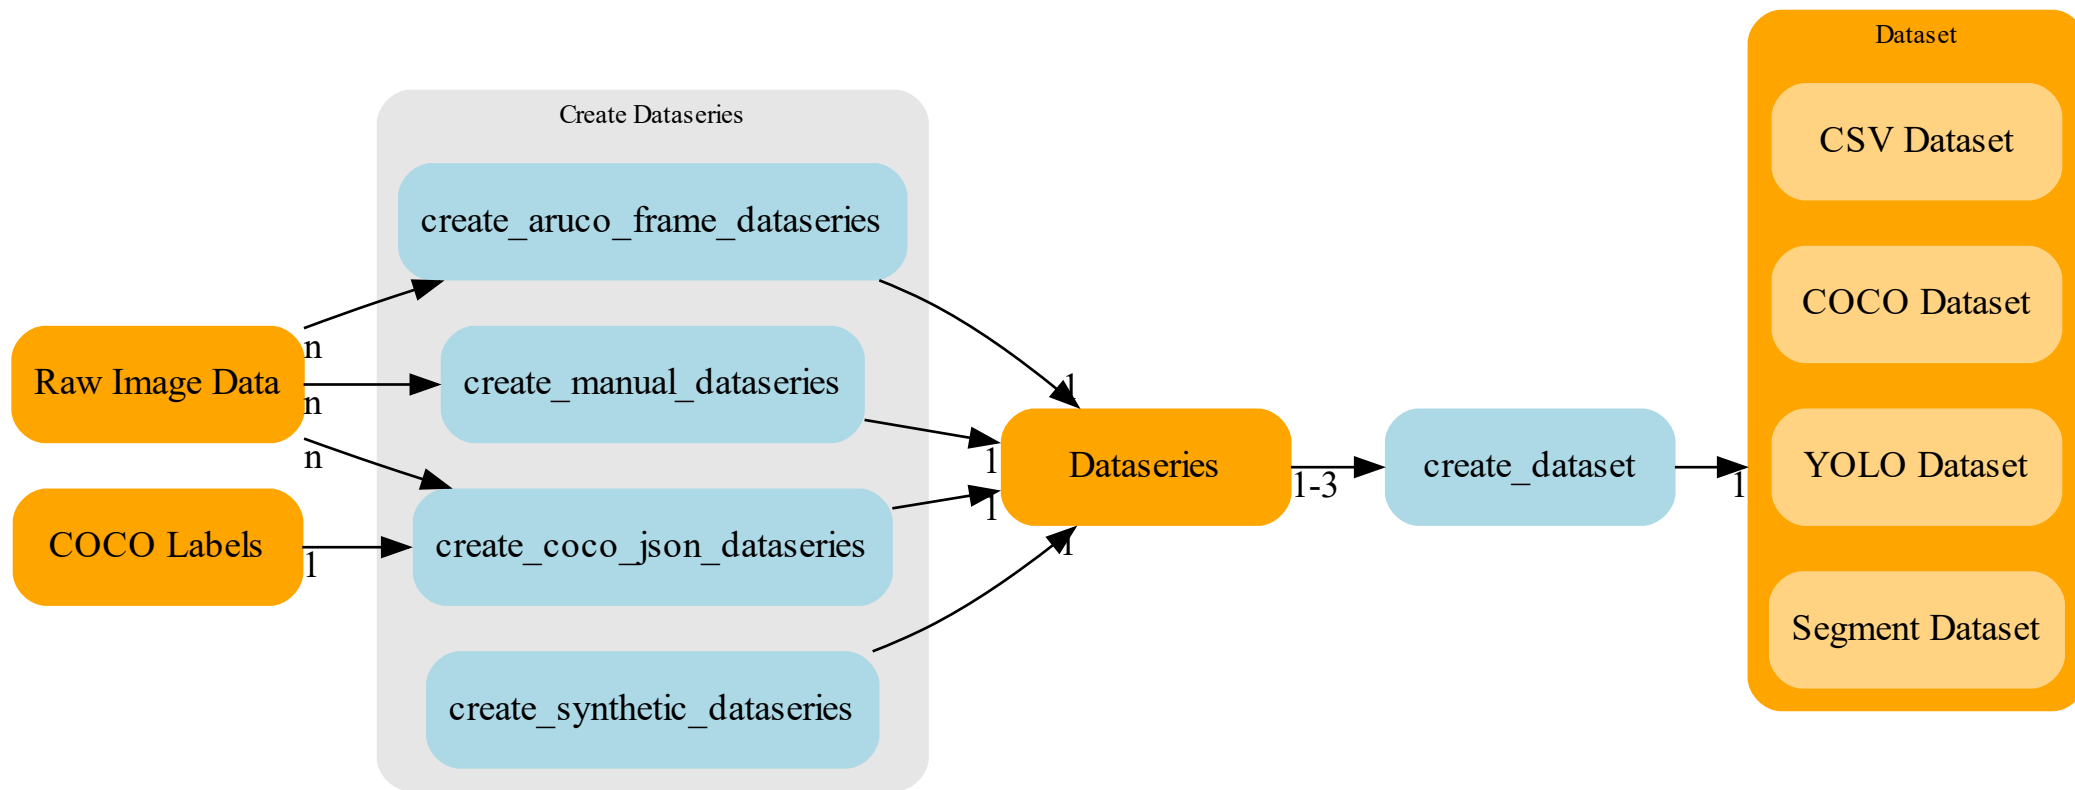 Raw Image Data
COCO Labels
n
n
n
1
Create Dataseries
create_aruco_frame_dataseries
create_manual_dataseries
create_coco_json_dataseries
create_synthetic_dataseries
1
1
1
1
Dataseries
1-3
create_dataset
1
Dataset
CSV Dataset
COCO Dataset
YOLO Dataset
Segment Dataset